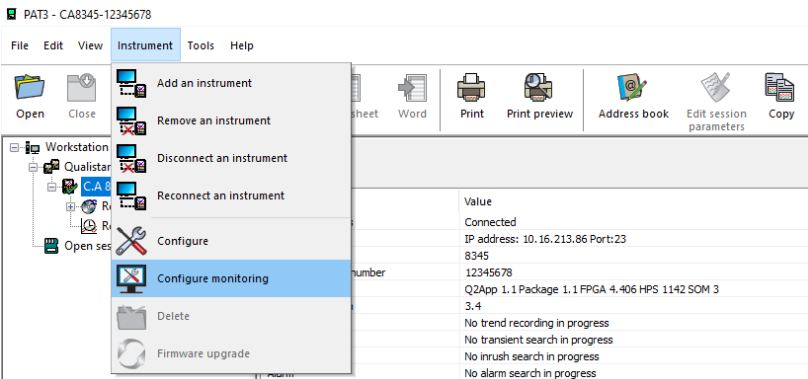 PAT3 - CA8345-12345678
File Edit View Instrument Tools Help
Open Close Word Print Print preview Address book Edit session parameters Copy
Add an instrument
Remove an instrument
Disconnect an instrument
Reconnect an instrument
Configure
Configure monitoring
Delete
Firmware upgrade
Workstation
Qualistar
C.A 8
Open
Value
Connected
IP address: 10.16.213.86 Port:23
8345
number 12345678
Q2App 1.1 Package 1.1 FPGA 4.406 HPS 1142 SOM 3
3.4
No trend recording in progress
No transient search in progress
No inrush search in progress
Alarm No alarm search in progress